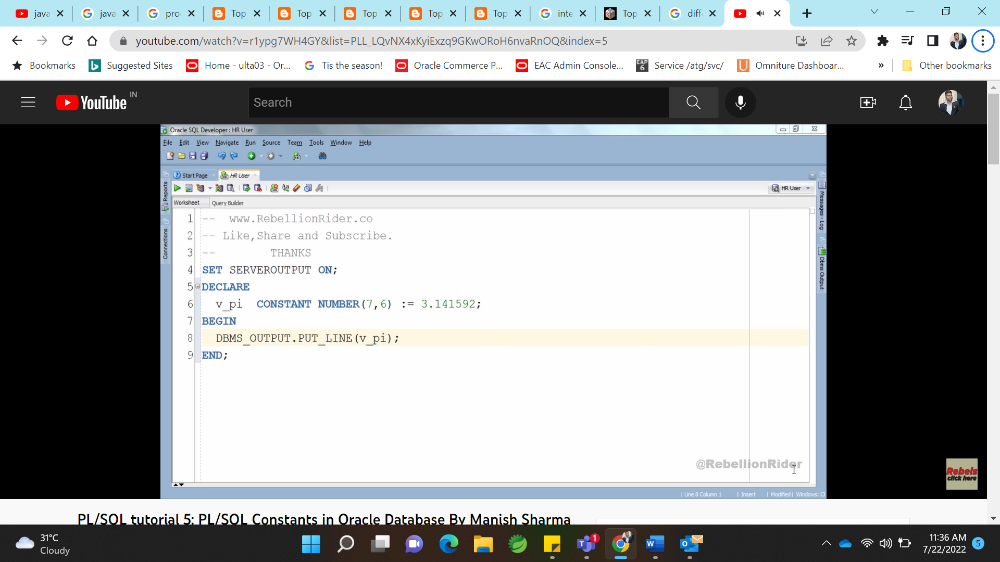 java
java
pro
Top
Top
Top
Top
Top
inte
Top
diff
youtube.com/watch?v=r1ypg7WH4GY&list=PLL_LQvNX4xKyiExzq9GKwORoH6nvaRnOQ&index=5
Bookmarks Suggested Sites Home - ulta03 - Or... Tis the season! Oracle Commerce P... EAC Admin Console... EAP 6 Service /atg/svc/ Omniture Dashboar... » Other bookmarks
YouTube IN
Search
Oracle SQL Developer : HR User
File Edit View Navigate Run Source Team Tools Window Help
Start Page HR User
HR User
Reports
Connections
Messages - Log
Dbms Output
Worksheet Query Builder
1 -- www.RebellionRider.co
2 -- Like,Share and Subscribe.
3 -- THANKS
4 SET SERVEROUTPUT ON;
5 DECLARE
6 v_pi CONSTANT NUMBER(7,6) := 3.141592;
7 BEGIN
8 DBMS_OUTPUT.PUT_LINE(v_pi);
9 END;
@RebellionRider
Rebels
click here
Line 8 Column 1 | Insert | Modified | Windows: C
PL/SQL tutorial 5: PL/SQL Constants in Oracle Database By Manish Sharma
31°C
Cloudy
1
11:36 AM
7/22/2022
5